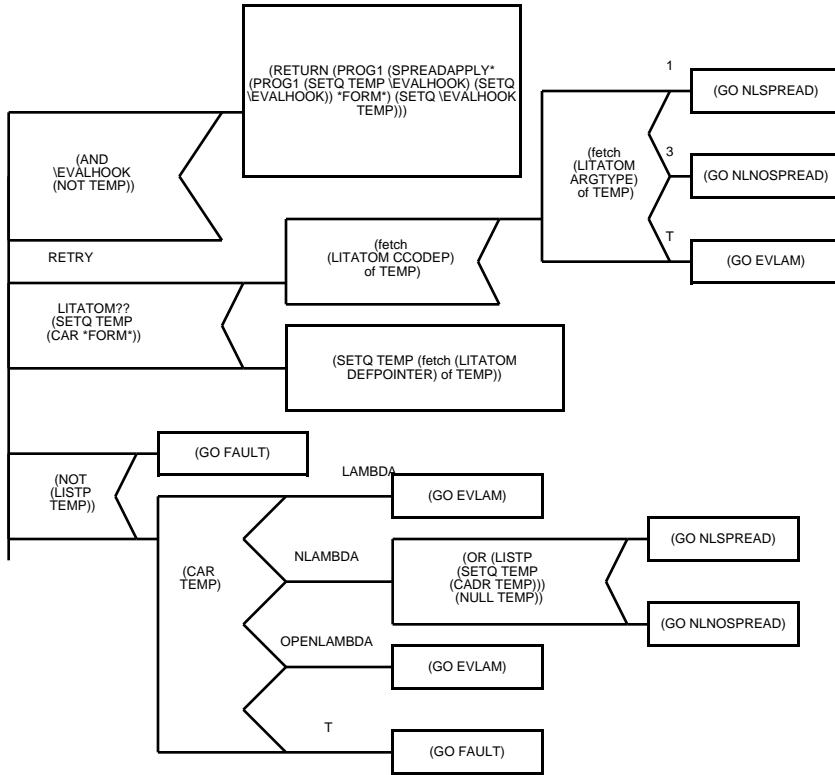 (RETURN (PROG1 (SPREADAPPLY*
(PROG1 (SETQ TEMP \EVALHOOK) (SETQ
\EVALHOOK)) *FORM*) (SETQ \EVALHOOK
TEMP)))
(AND
\EVALHOOK
(NOT TEMP))
1
(GO NLSPREAD)
(fetch
(LITATOM
ARGTYPE)
of TEMP)
3
(GO NLNOSPREAD)
T
(GO EVLAM)
RETRY
(fetch
(LITATOM CCODEP)
of TEMP)
LITATOM??
(SETQ TEMP
(CAR *FORM*))
(SETQ TEMP (fetch (LITATOM
DEFPOINTER) of TEMP))
(NOT
(LISTP
TEMP))
(GO FAULT)
(CAR
TEMP)
LAMBDA
(GO EVLAM)
NLAMBDA
(OR (LISTP
(SETQ TEMP
(CADR TEMP)))
(NULL TEMP))
(GO NLSPREAD)
(GO NLNOSPREAD)
OPENLAMBDA
(GO EVLAM)
T
(GO FAULT)